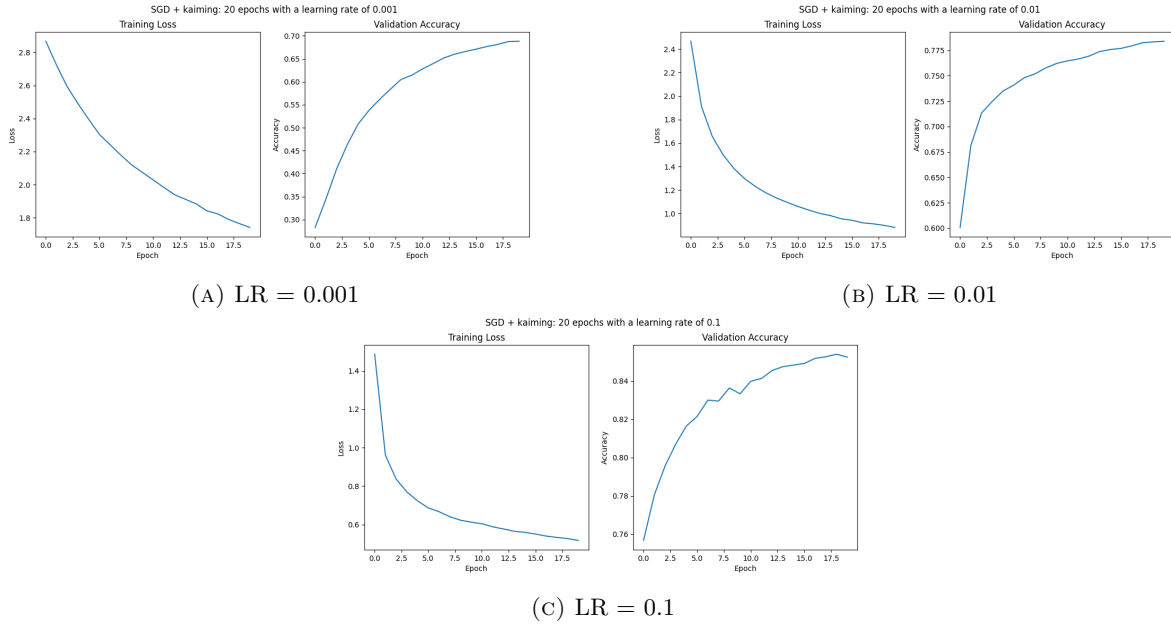 SGD + kaiming: 20 epochs with a learning rate of 0.001
Training Loss
Validation Accuracy
2.8
2.6
2.4
2.2
2.0
1.8
Loss
0.0 2.5 5.0 7.5 10.0 12.5 15.0 17.5
Epoch
0.70
0.65
0.60
0.55
0.50
0.45
0.40
0.35
0.30
Accuracy
0.0 2.5 5.0 7.5 10.0 12.5 15.0 17.5
Epoch
(A) LR = 0.001
SGD + kaiming: 20 epochs with a learning rate of 0.01
Training Loss
Validation Accuracy
2.4
2.2
2.0
1.8
1.6
1.4
1.2
1.0
Loss
0.0 2.5 5.0 7.5 10.0 12.5 15.0 17.5
Epoch
0.775
0.750
0.725
0.700
0.675
0.650
0.625
0.600
Accuracy
0.0 2.5 5.0 7.5 10.0 12.5 15.0 17.5
Epoch
(B) LR = 0.01
SGD + kaiming: 20 epochs with a learning rate of 0.1
Training Loss
Validation Accuracy
1.4
1.2
1.0
0.8
0.6
Loss
0.0 2.5 5.0 7.5 10.0 12.5 15.0 17.5
Epoch
0.84
0.82
0.80
0.78
0.76
Accuracy
0.0 2.5 5.0 7.5 10.0 12.5 15.0 17.5
Epoch
(C) LR = 0.1